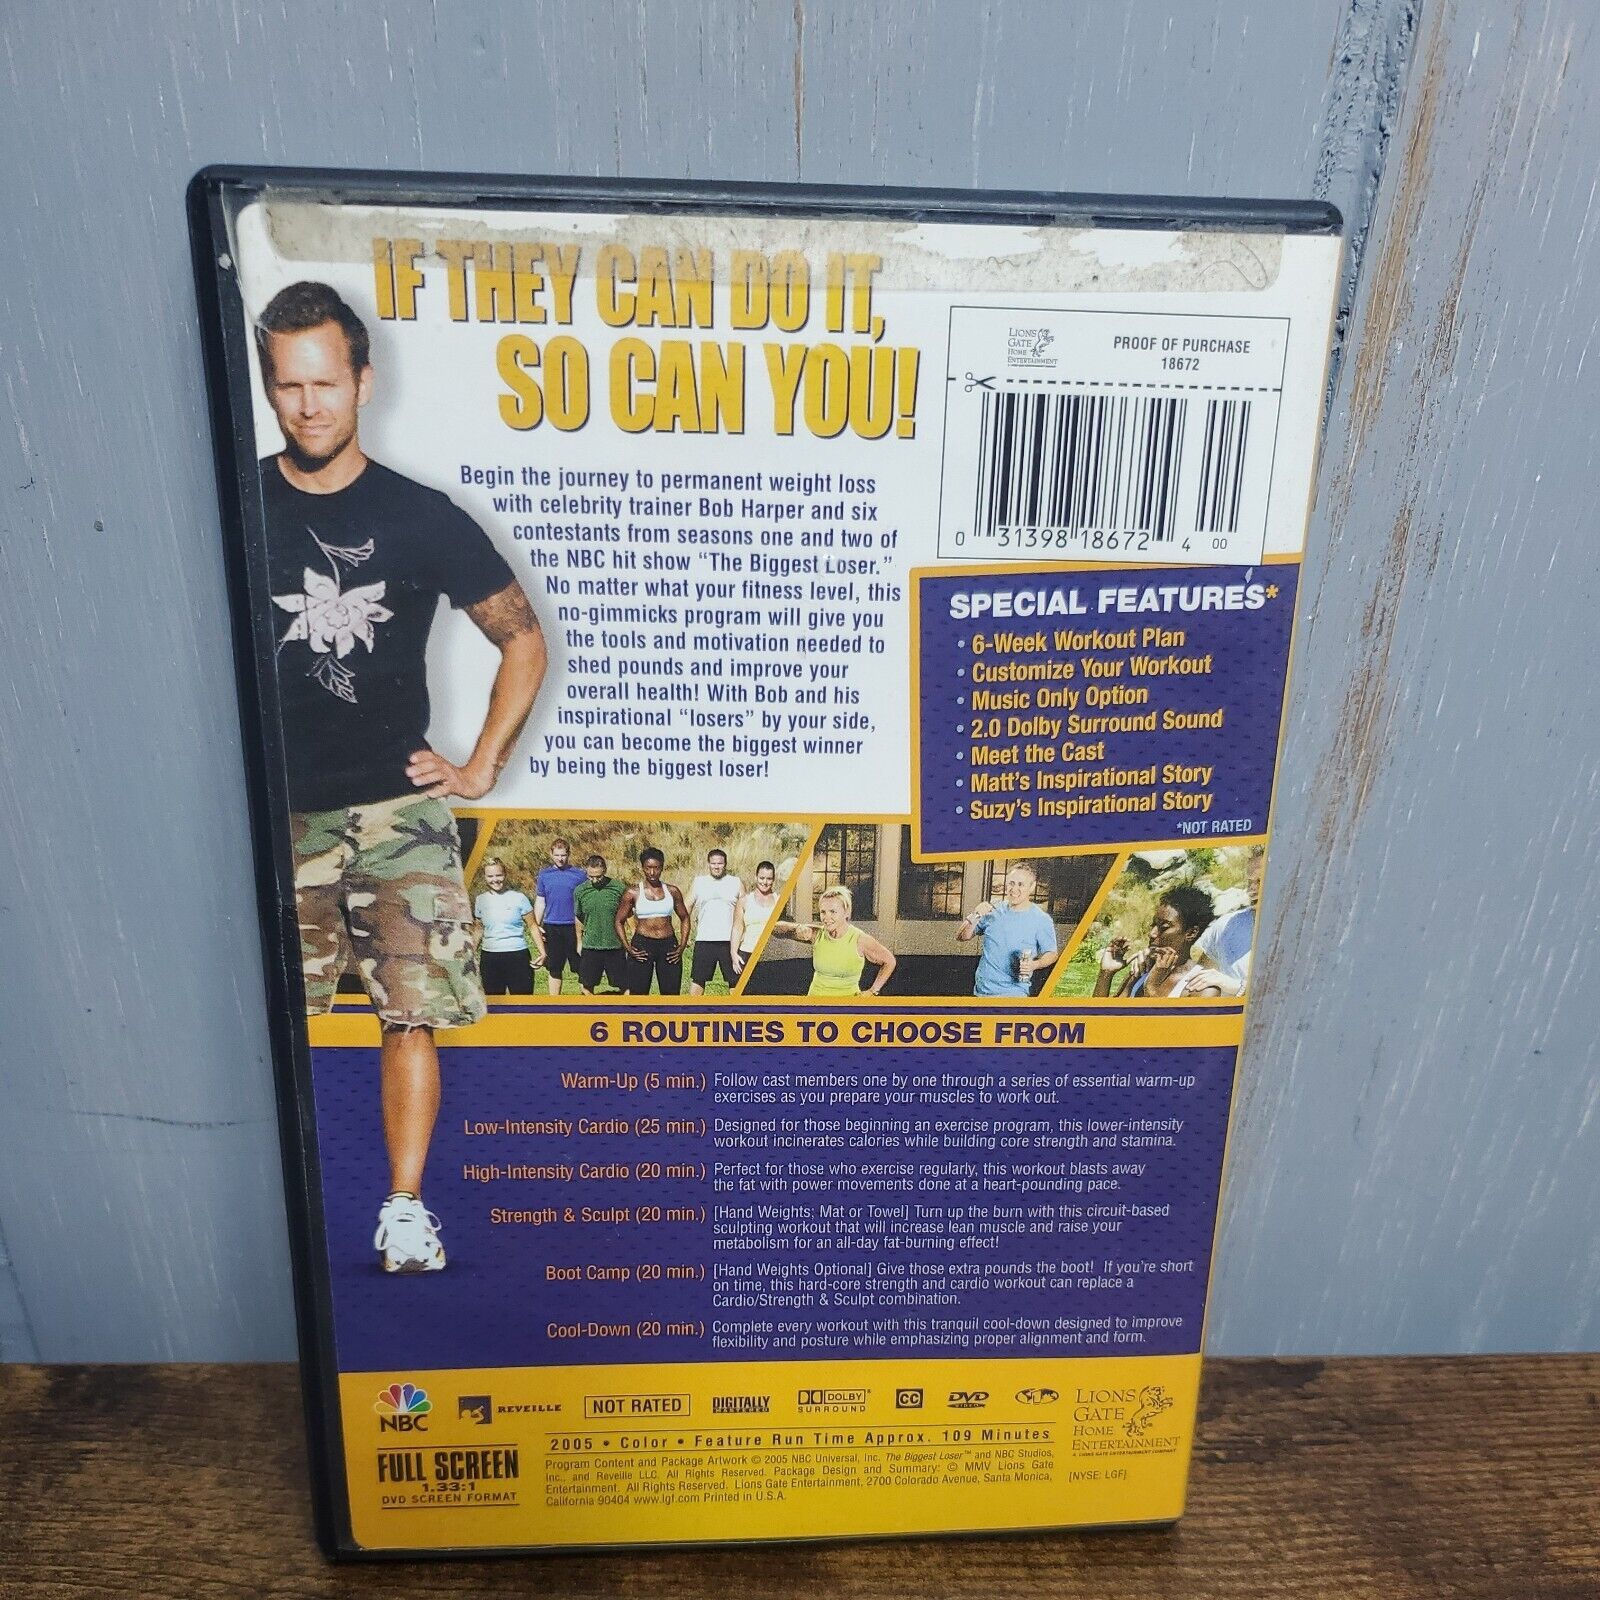 IF THEY CAN DO IT,
SO CAN YOU!
Begin the journey to permanent weight loss
with celebrity trainer Bob Harper and six
contestants from seasons one and two of
the NBC hit show "The Biggest Loser."
No matter what your fitness level, this
no-gimmicks program will give you
the tools and motivation needed to
shed pounds and improve your
overall health! With Bob and his
inspirational "losers" by your side,
you can become the biggest winner
by being the biggest loser!
LIONS
GATE
HOME
ENTERTAINMENT
PROOF OF PURCHASE
18672
0 31398 18672 4 00
SPECIAL FEATURES*
• 6-Week Workout Plan
• Customize Your Workout
• Music Only Option
• 2.0 Dolby Surround Sound
• Meet the Cast
• Matt's Inspirational Story
• Suzy's Inspirational Story
*NOT RATED
6 ROUTINES TO CHOOSE FROM
Warm-Up (5 min.) Follow cast members one by one through a series of essential warm-up
exercises as you prepare your muscles to work out.
Low-Intensity Cardio (25 min.) Designed for those beginning an exercise program, this lower-intensity
workout incinerates calories while building core strength and stamina.
High-Intensity Cardio (20 min.) Perfect for those who exercise regularly, this workout blasts away
the fat with power movements done at a heart-pounding pace.
Strength & Sculpt (20 min.) [Hand Weights; Mat or Towel] Turn up the burn with this circuit-based
sculpting workout that will increase lean muscle and raise your
metabolism for an all-day fat-burning effect!
Boot Camp (20 min.) [Hand Weights Optional] Give those extra pounds the boot! If you're short
on time, this hard-core strength and cardio workout can replace a
Cardio/Strength & Sculpt combination.
Cool-Down (20 min.) Complete every workout with this tranquil cool-down designed to improve
flexibility and posture while emphasizing proper alignment and form.
NBC
REVEILLE
NOT RATED
DIGITALLY
MASTERED
DOLBY
SURROUND
CC
DVD
VIDEO
LIONS
GATE
HOME
ENTERTAINMENT
A LIONS GATE ENTERTAINMENT COMPANY
[NYSE: LGF]
FULL SCREEN
1.33:1
DVD SCREEN FORMAT
2005 • Color • Feature Run Time Approx. 109 Minutes
Program Content and Package Artwork © 2005 NBC Universal, Inc. The Biggest Loser™ and NBC Studios,
Inc., and Reveille LLC. All Rights Reserved. Package Design and Summary: © MMV Lions Gate
Entertainment. All Rights Reserved. Lions Gate Entertainment, 2700 Colorado Avenue, Santa Monica,
California 90404 www.lgf.com Printed in U.S.A.